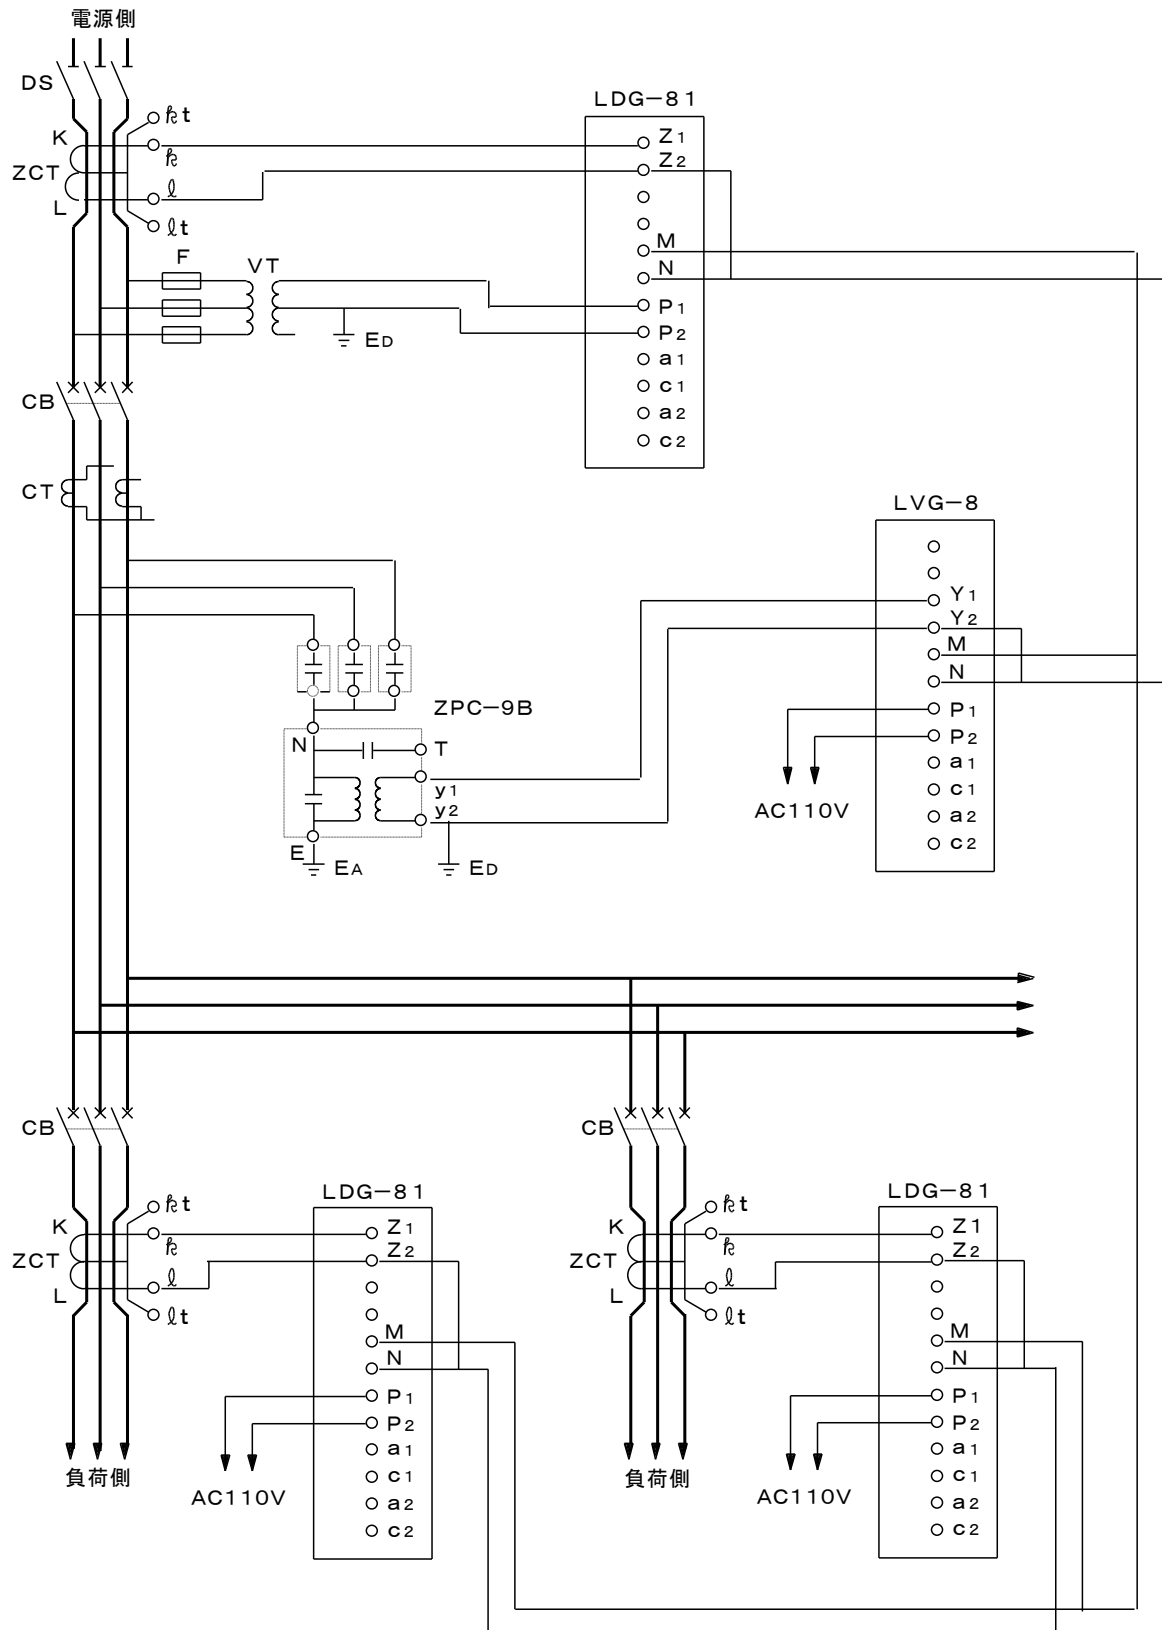 電源側
DS
LDG-81
kt
K
k
ZCT
l
L
lt
Z1
Z2
M
N
P1
P2
a1
c1
a2
c2
F
VT
ED
CB
CT
LVG-8
Y1
Y2
M
N
P1
P2
a1
c1
a2
c2
AC110V
ZPC-9B
N
T
y1
y2
E
EA
ED
CB
CB
LDG-81
kt
K
k
ZCT
l
L
lt
Z1
Z2
M
N
P1
P2
a1
c1
a2
c2
負荷側
AC110V
LDG-81
kt
K
k
ZCT
l
L
lt
Z1
Z2
M
N
P1
P2
a1
c1
a2
c2
負荷側
AC110V